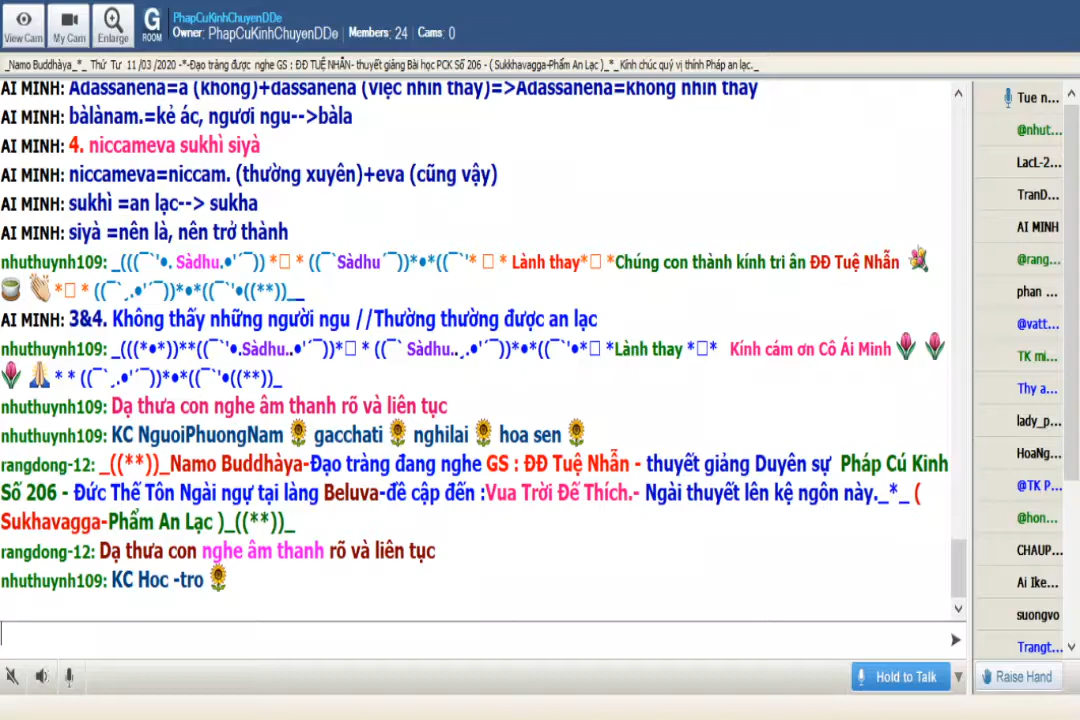 PhapCuKinhChuyenDDe
Owner: PhapCuKinhChuyenDDe Members: 24 Cams: 0
View Cam My Cam Enlarge G ROOM
_Namo Buddhàya_*_ Thứ Tư 11 /03 /2020 -*-Đạo tràng được nghe GS : ĐĐ TUỆ NHẪN- thuyết giảng Bài học PCK Số 206 - ( Sukkhavagga-Phẩm An Lạc )_*_Kính chúc quý vị thính Pháp an lạc._
AI MINH: Adassanena=a (không)+dassanena (việc nhìn thấy)=>Adassanena=không nhìn thấy
AI MINH: bàlànam.=kẻ ác, ngươi ngu-->bàla
AI MINH: 4. niccameva sukhì siyà
AI MINH: niccameva=niccam. (thường xuyên)+eva (cũng vậy)
AI MINH: sukhì =an lạc--> sukha
AI MINH: siyà =nên là, nên trở thành
nhuthuynh109: _(((¯`'•. Sàdhu.•'´¯)) *□ * ((¯`Sàdhu´¯))*•*((¯`'* □ * Lành thay*□ *Chúng con thành kính tri ân ĐĐ Tuệ Nhẫn
*□ * ((¯`¸.•'´¯))*•*((¯`'•((**))__
AI MINH: 3&4. Không thấy những người ngu //Thường thường được an lạc
nhuthuynh109: _(((*•*))**((¯`'•.Sàdhu..•'´¯))*□ * ((¯` Sàdhu..¸.•'´¯))*•*((¯`'•*□ *Lành thay *□* Kính cám ơn Cô Ái Minh
* * ((¯`¸.•'´¯))*•*((¯`'•((**))_
nhuthuynh109: Dạ thưa con nghe âm thanh rõ và liên tục
nhuthuynh109: KC NguoiPhuongNam gacchati nghilai hoa sen
rangdong-12: _((**))_Namo Buddhàya-Đạo tràng đang nghe GS : ĐĐ Tuệ Nhẫn - thuyết giảng Duyên sự Pháp Cú Kinh
Số 206 - Đức Thế Tôn Ngài ngự tại làng Beluva-đề cập đến :Vua Trời Đế Thích.- Ngài thuyết lên kệ ngôn này._*_ (
Sukhavagga-Phẩm An Lạc )_((**))_
rangdong-12: Dạ thưa con nghe âm thanh rõ và liên tục
nhuthuynh109: KC Hoc -tro
Hold to Talk
Tue n...
@nhut...
LacL-2...
TranD...
AI MINH
@rang...
phan ...
@vatt...
TK mi...
Thy a...
lady_p...
HoaNg...
@TK P...
@hon...
CHAUP...
Ai Ike...
suongvo
Trangt...
Raise Hand